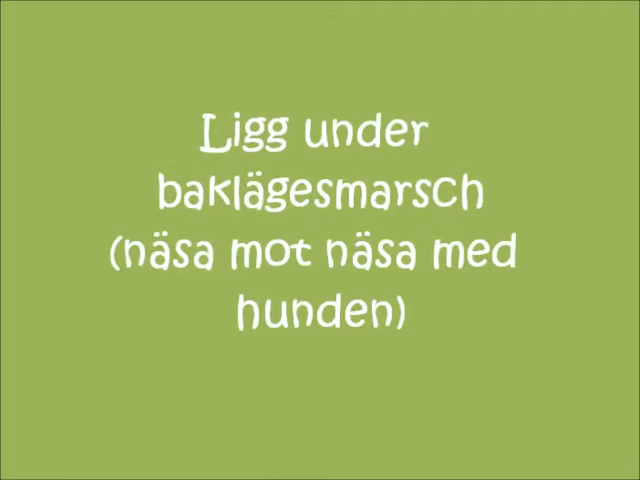 Ligg under
baklägesmarsch
(näsa mot näsa med
hunden)